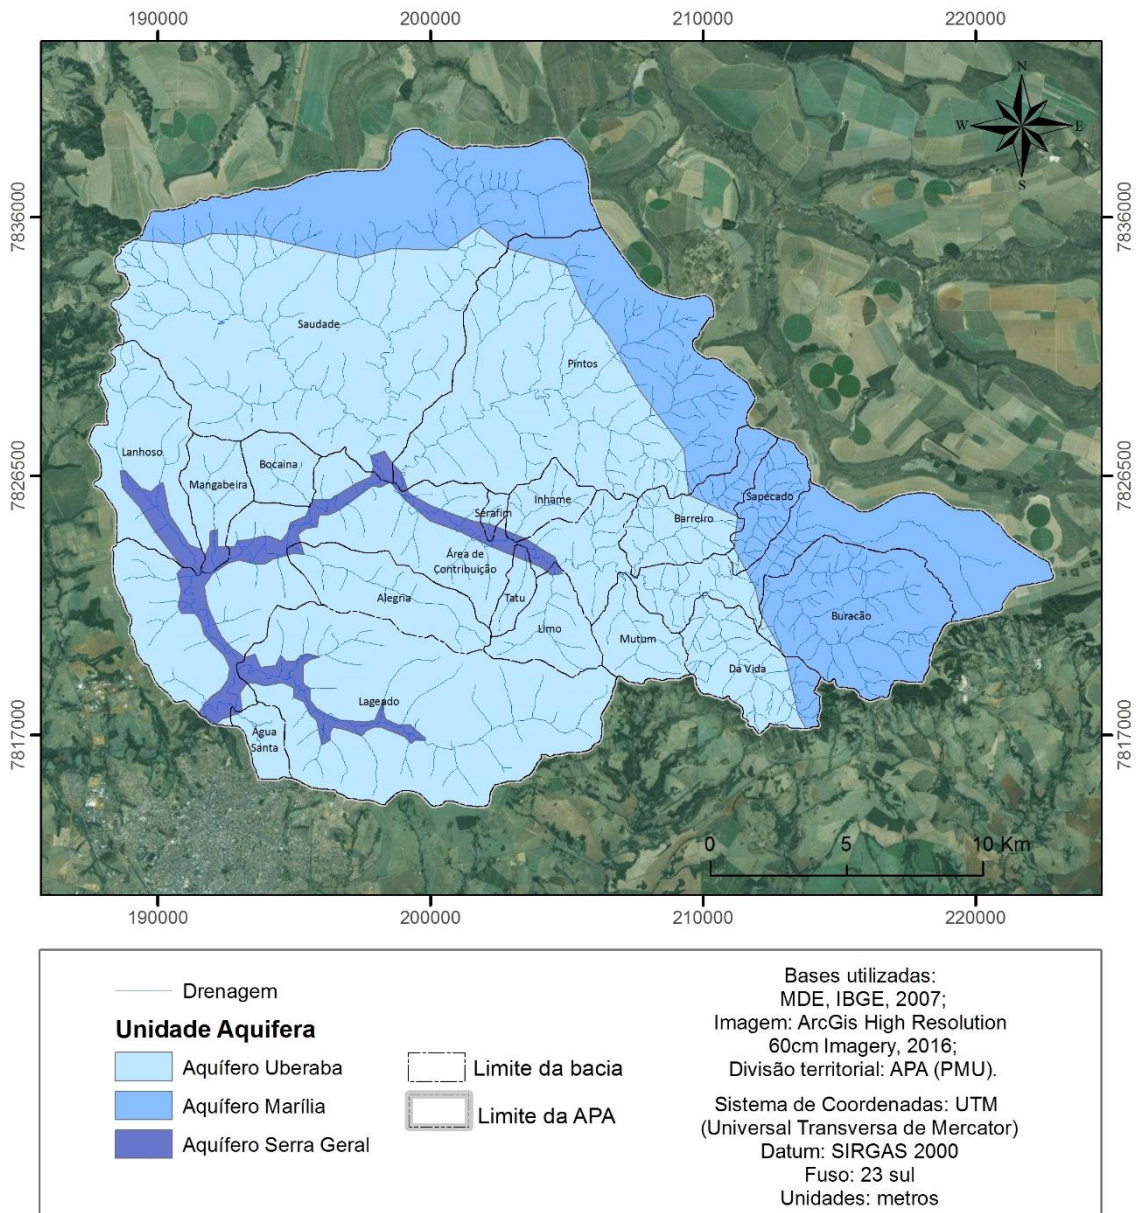 190000
200000
210000
220000
N
W
E
S
7836000
7836000
Saudade
Pintos
Lanhoso
Mangabeira
Bocaina
7826500
7826500
Inhame
Sapecado
Serafim
Barreiro
Área de
Contribuição
Alegria
Tatu
Limo
Mutum
Buracão
Da Vida
Lageado
Água
Santa
7817000
7817000
0
5
10 Km
190000
200000
210000
220000
Drenagem
Unidade Aquifera
Aquífero Uberaba
Aquífero Marília
Aquífero Serra Geral
Limite da bacia
Limite da APA
Bases utilizadas:
MDE, IBGE, 2007;
Imagem: ArcGis High Resolution
60cm Imagery, 2016;
Divisão territorial: APA (PMU).
Sistema de Coordenadas: UTM
(Universal Transversa de Mercator)
Datum: SIRGAS 2000
Fuso: 23 sul
Unidades: metros